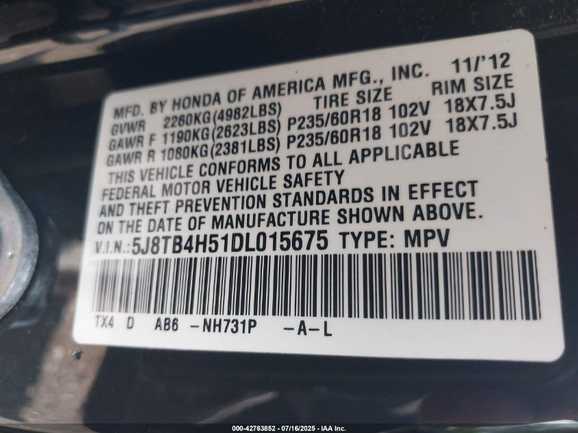 MFD. BY HONDA OF AMERICA MFG., INC. 11/'12
GVWR 2260KG(4982LBS) TIRE SIZE RIM SIZE
GAWR F 1190KG(2623LBS) P235/60R18 102V 18X7.5J
GAWR R 1080KG(2381LBS) P235/60R18 102V 18X7.5J
THIS VEHICLE CONFORMS TO ALL APPLICABLE
FEDERAL MOTOR VEHICLE SAFETY
AND THEFT PREVENTION STANDARDS IN EFFECT
ON THE DATE OF MANUFACTURE SHOWN ABOVE.
V.I.N.: 5J8TB4H51DL015675 TYPE: MPV
TX4 D AB6 -NH731P -A-L
000-42763852 / 07/16/2025 / IAA Inc.